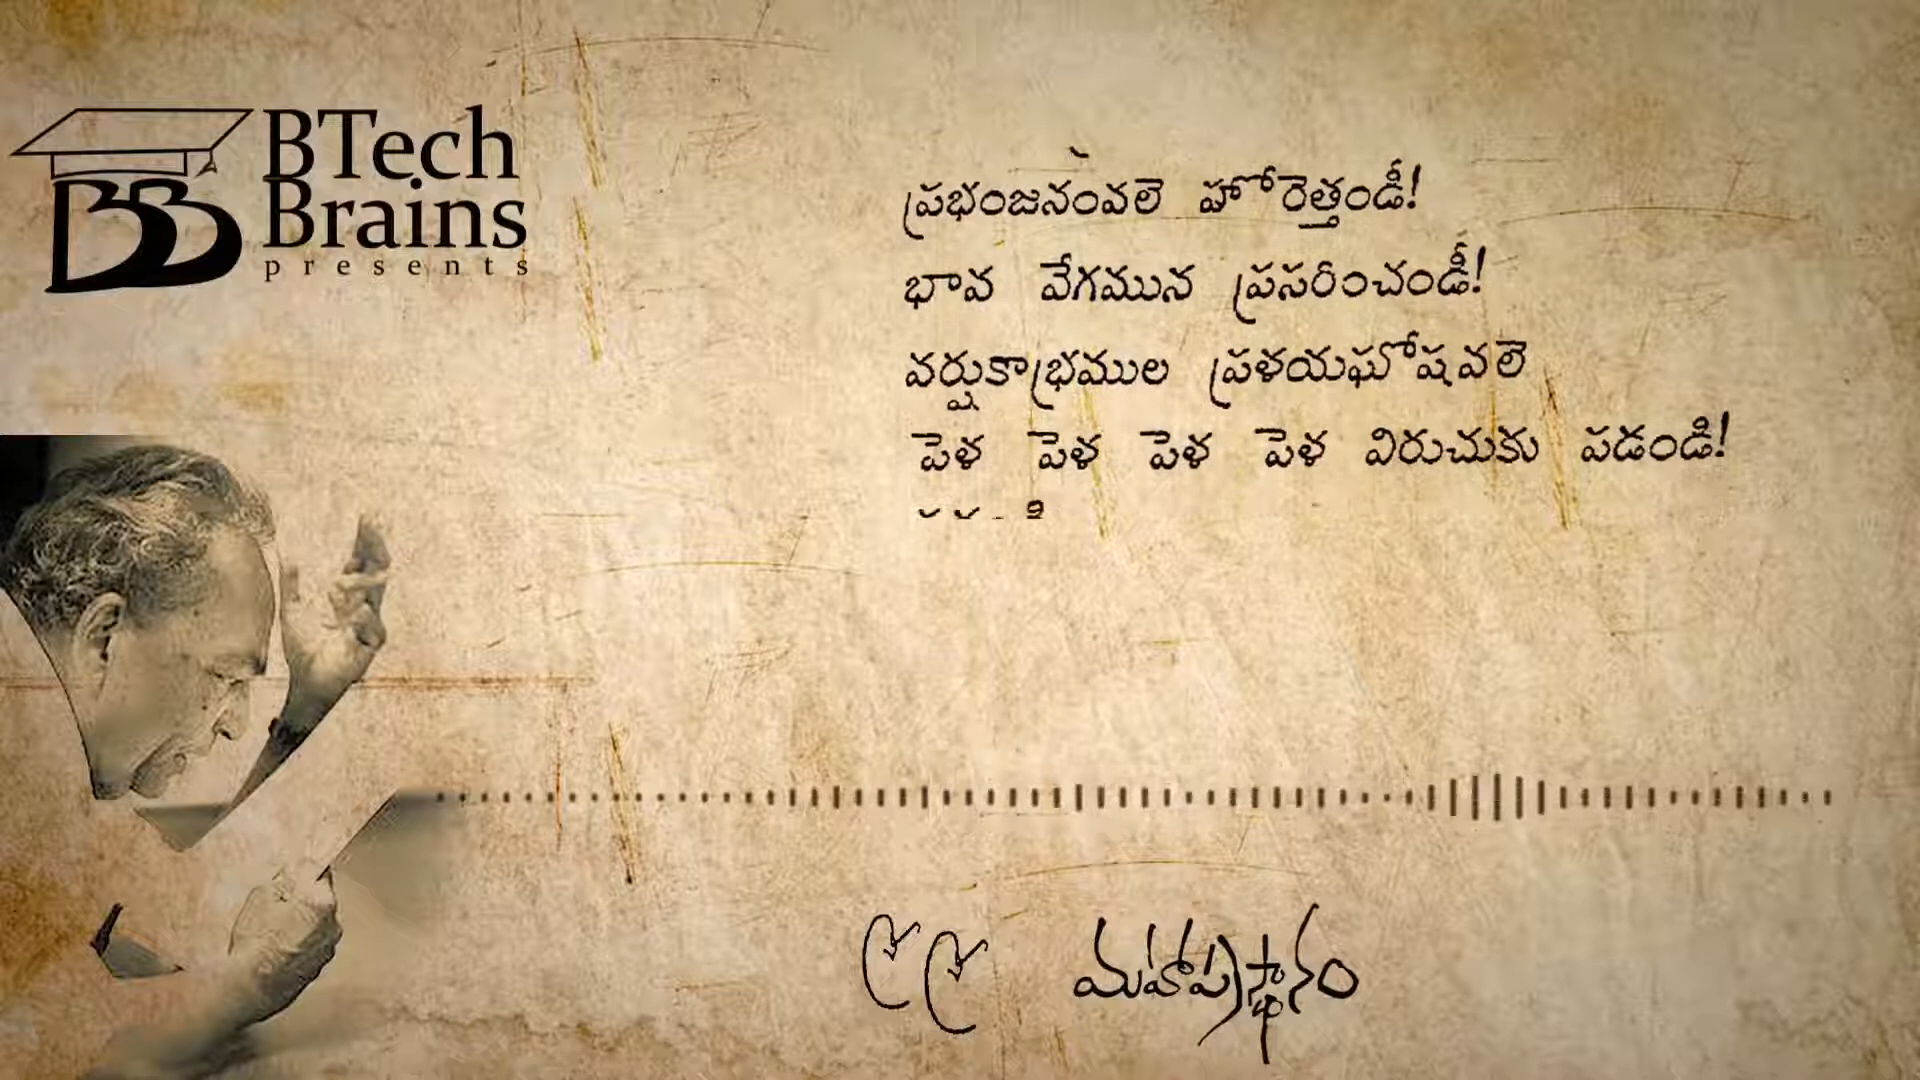 BTech
Brains
presents
ప్రభంజనంవలె హోరెత్తండీ!
భావ వేగమున ప్రసరించండీ!
వర్షుకాభ్రముల ప్రళయఘోషవలె
పెళ పెళ పెళ పెళ విరుచుకు పడండి!
శ్రీ శ్రీ మహాప్రస్థానం